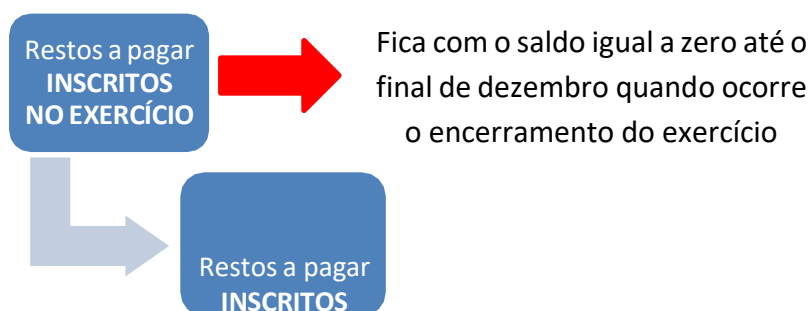 Restos a pagar
INSCRITOS
NO EXERCÍCIO
Fica com o saldo igual a zero até o
final de dezembro quando ocorre
o encerramento do exercício
Restos a pagar
INSCRITOS